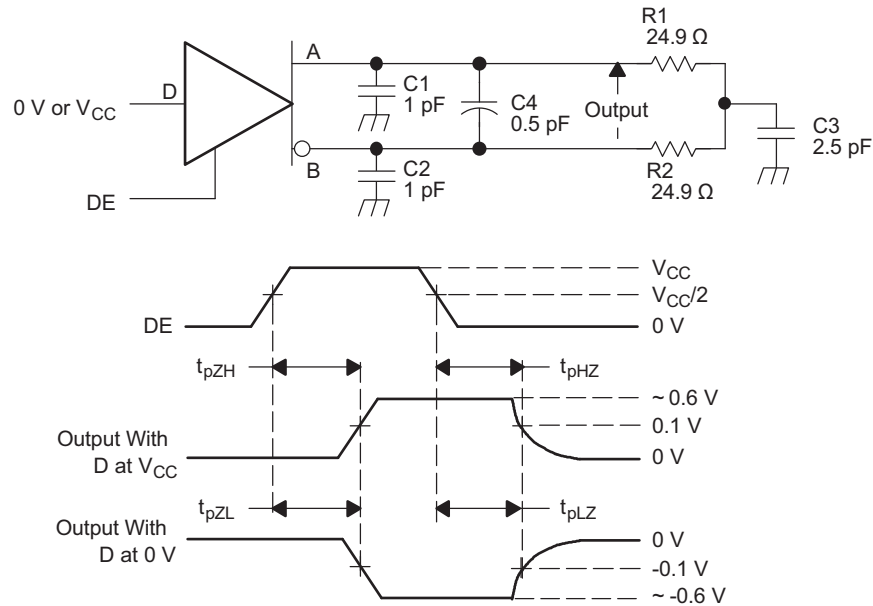 R1
24.9 Ω
A
D
0 V or VCC
C1
1 pF
C4
0.5 pF
Output
C3
2.5 pF
B
C2
1 pF
R2
24.9 Ω
DE
VCC
VCC/2
DE
0 V
tpZH
tpHZ
~ 0.6 V
0.1 V
Output With
D at VCC
0 V
tpZL
tpLZ
Output With
D at 0 V
0 V
-0.1 V
~ -0.6 V